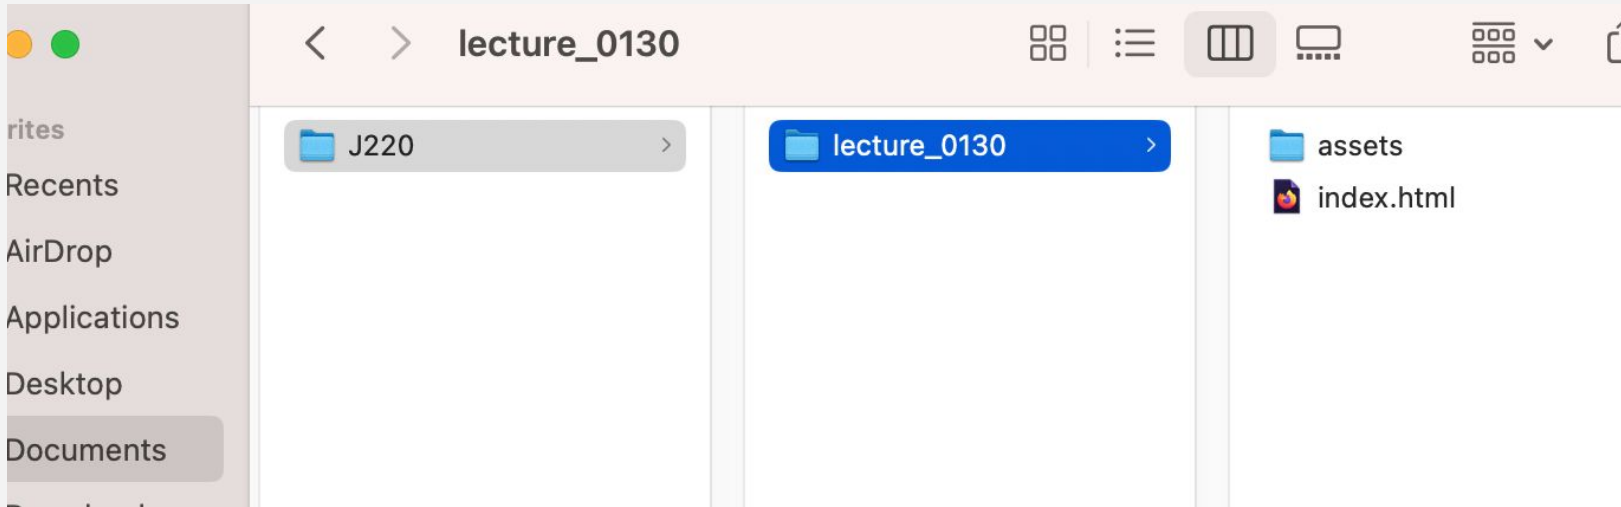 lecture_0130
rites
Recents
AirDrop
Applications
Desktop
Documents
J220
lecture_0130
assets
index.html